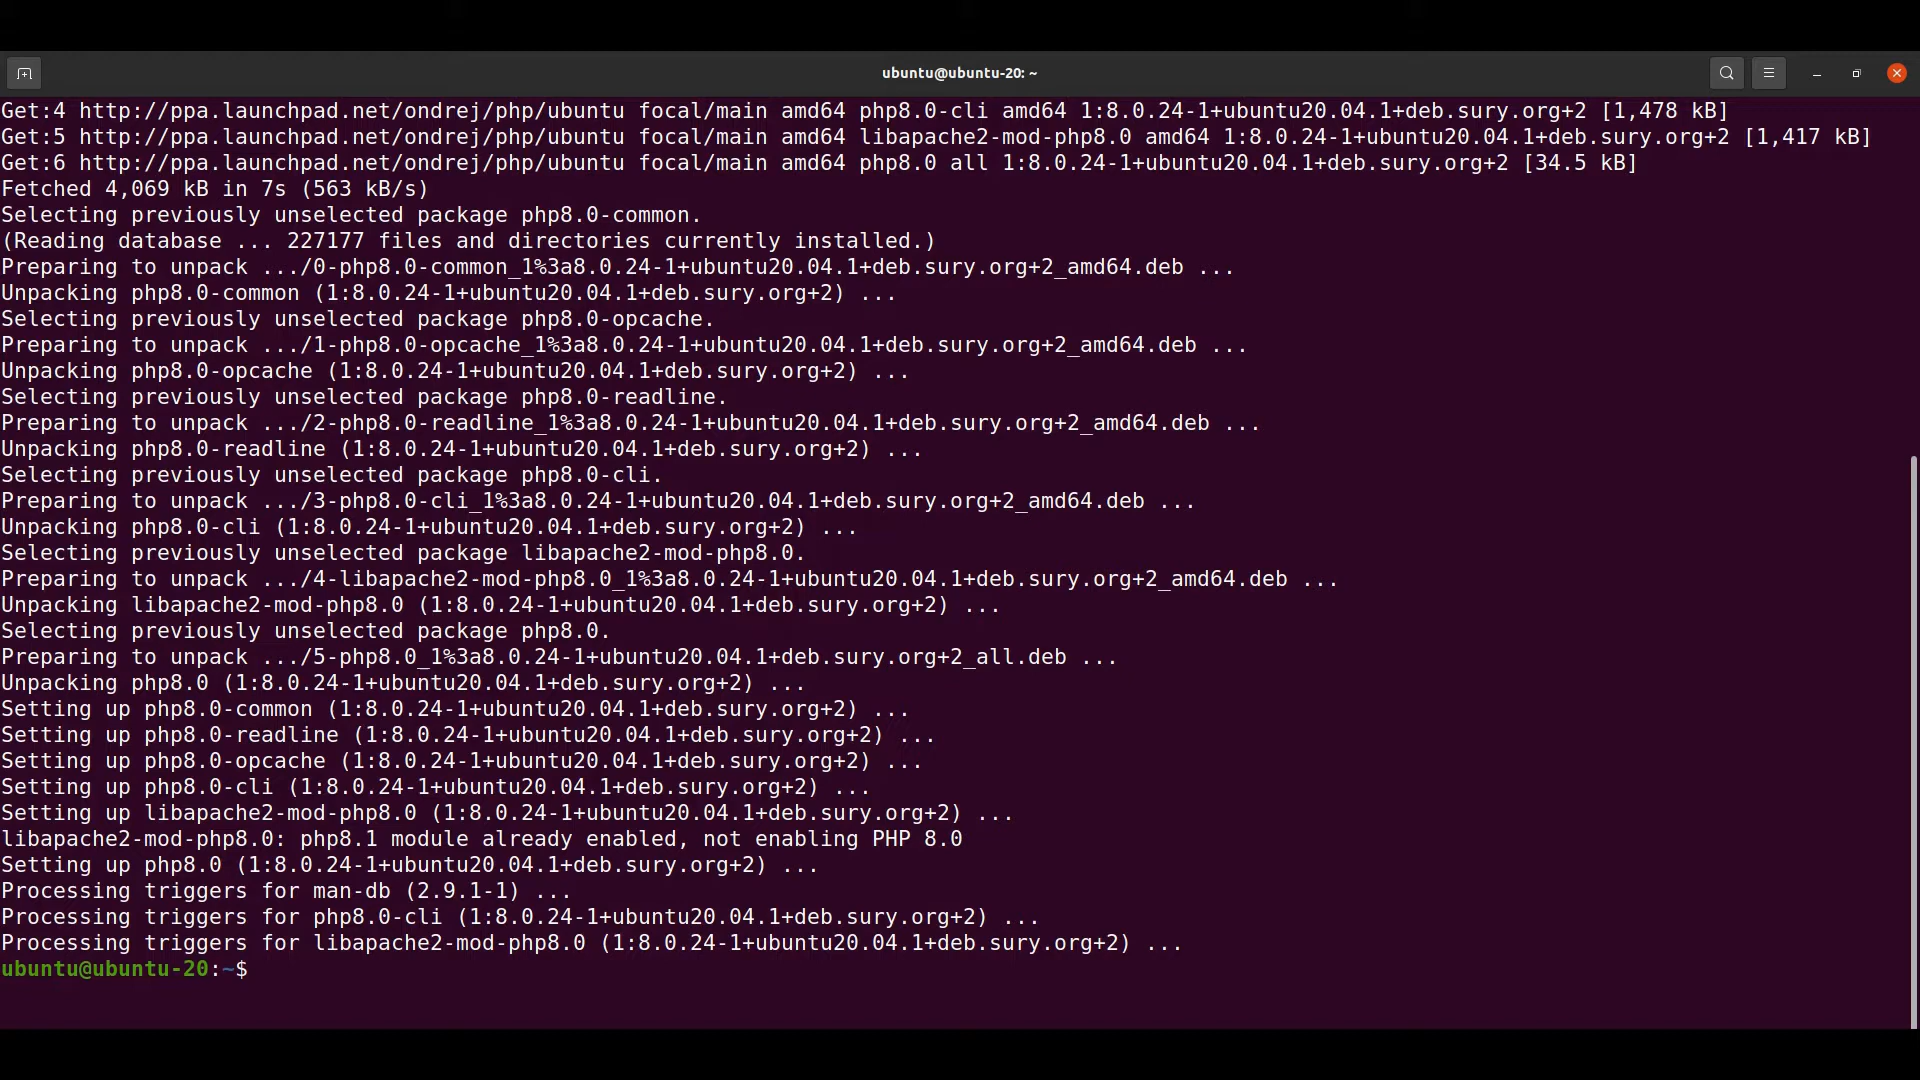 ubuntu@ubuntu-20: ~
Get:4 http://ppa.launchpad.net/ondrej/php/ubuntu focal/main amd64 php8.0-cli amd64 1:8.0.24-1+ubuntu20.04.1+deb.sury.org+2 [1,478 kB]
Get:5 http://ppa.launchpad.net/ondrej/php/ubuntu focal/main amd64 libapache2-mod-php8.0 amd64 1:8.0.24-1+ubuntu20.04.1+deb.sury.org+2 [1,417 kB]
Get:6 http://ppa.launchpad.net/ondrej/php/ubuntu focal/main amd64 php8.0 all 1:8.0.24-1+ubuntu20.04.1+deb.sury.org+2 [34.5 kB]
Fetched 4,069 kB in 7s (563 kB/s)
Selecting previously unselected package php8.0-common.
(Reading database ... 227177 files and directories currently installed.)
Preparing to unpack .../0-php8.0-common_1%3a8.0.24-1+ubuntu20.04.1+deb.sury.org+2_amd64.deb ...
Unpacking php8.0-common (1:8.0.24-1+ubuntu20.04.1+deb.sury.org+2) ...
Selecting previously unselected package php8.0-opcache.
Preparing to unpack .../1-php8.0-opcache_1%3a8.0.24-1+ubuntu20.04.1+deb.sury.org+2_amd64.deb ...
Unpacking php8.0-opcache (1:8.0.24-1+ubuntu20.04.1+deb.sury.org+2) ...
Selecting previously unselected package php8.0-readline.
Preparing to unpack .../2-php8.0-readline_1%3a8.0.24-1+ubuntu20.04.1+deb.sury.org+2_amd64.deb ...
Unpacking php8.0-readline (1:8.0.24-1+ubuntu20.04.1+deb.sury.org+2) ...
Selecting previously unselected package php8.0-cli.
Preparing to unpack .../3-php8.0-cli_1%3a8.0.24-1+ubuntu20.04.1+deb.sury.org+2_amd64.deb ...
Unpacking php8.0-cli (1:8.0.24-1+ubuntu20.04.1+deb.sury.org+2) ...
Selecting previously unselected package libapache2-mod-php8.0.
Preparing to unpack .../4-libapache2-mod-php8.0_1%3a8.0.24-1+ubuntu20.04.1+deb.sury.org+2_amd64.deb ...
Unpacking libapache2-mod-php8.0 (1:8.0.24-1+ubuntu20.04.1+deb.sury.org+2) ...
Selecting previously unselected package php8.0.
Preparing to unpack .../5-php8.0_1%3a8.0.24-1+ubuntu20.04.1+deb.sury.org+2_all.deb ...
Unpacking php8.0 (1:8.0.24-1+ubuntu20.04.1+deb.sury.org+2) ...
Setting up php8.0-common (1:8.0.24-1+ubuntu20.04.1+deb.sury.org+2) ...
Setting up php8.0-readline (1:8.0.24-1+ubuntu20.04.1+deb.sury.org+2) ...
Setting up php8.0-opcache (1:8.0.24-1+ubuntu20.04.1+deb.sury.org+2) ...
Setting up php8.0-cli (1:8.0.24-1+ubuntu20.04.1+deb.sury.org+2) ...
Setting up libapache2-mod-php8.0 (1:8.0.24-1+ubuntu20.04.1+deb.sury.org+2) ...
libapache2-mod-php8.0: php8.1 module already enabled, not enabling PHP 8.0
Setting up php8.0 (1:8.0.24-1+ubuntu20.04.1+deb.sury.org+2) ...
Processing triggers for man-db (2.9.1-1) ...
Processing triggers for php8.0-cli (1:8.0.24-1+ubuntu20.04.1+deb.sury.org+2) ...
Processing triggers for libapache2-mod-php8.0 (1:8.0.24-1+ubuntu20.04.1+deb.sury.org+2) ...
ubuntu@ubuntu-20:~$